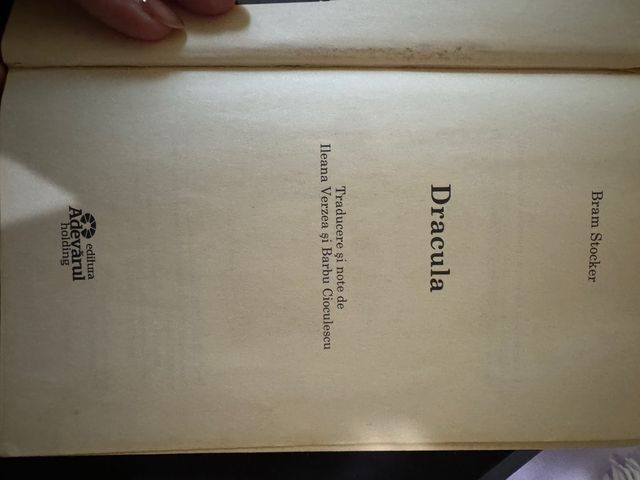 Bram Stocker
Dracula
Traducere și note de
Ileana Verzea și Barbu Cioculescu
editura
Adevărul
holding